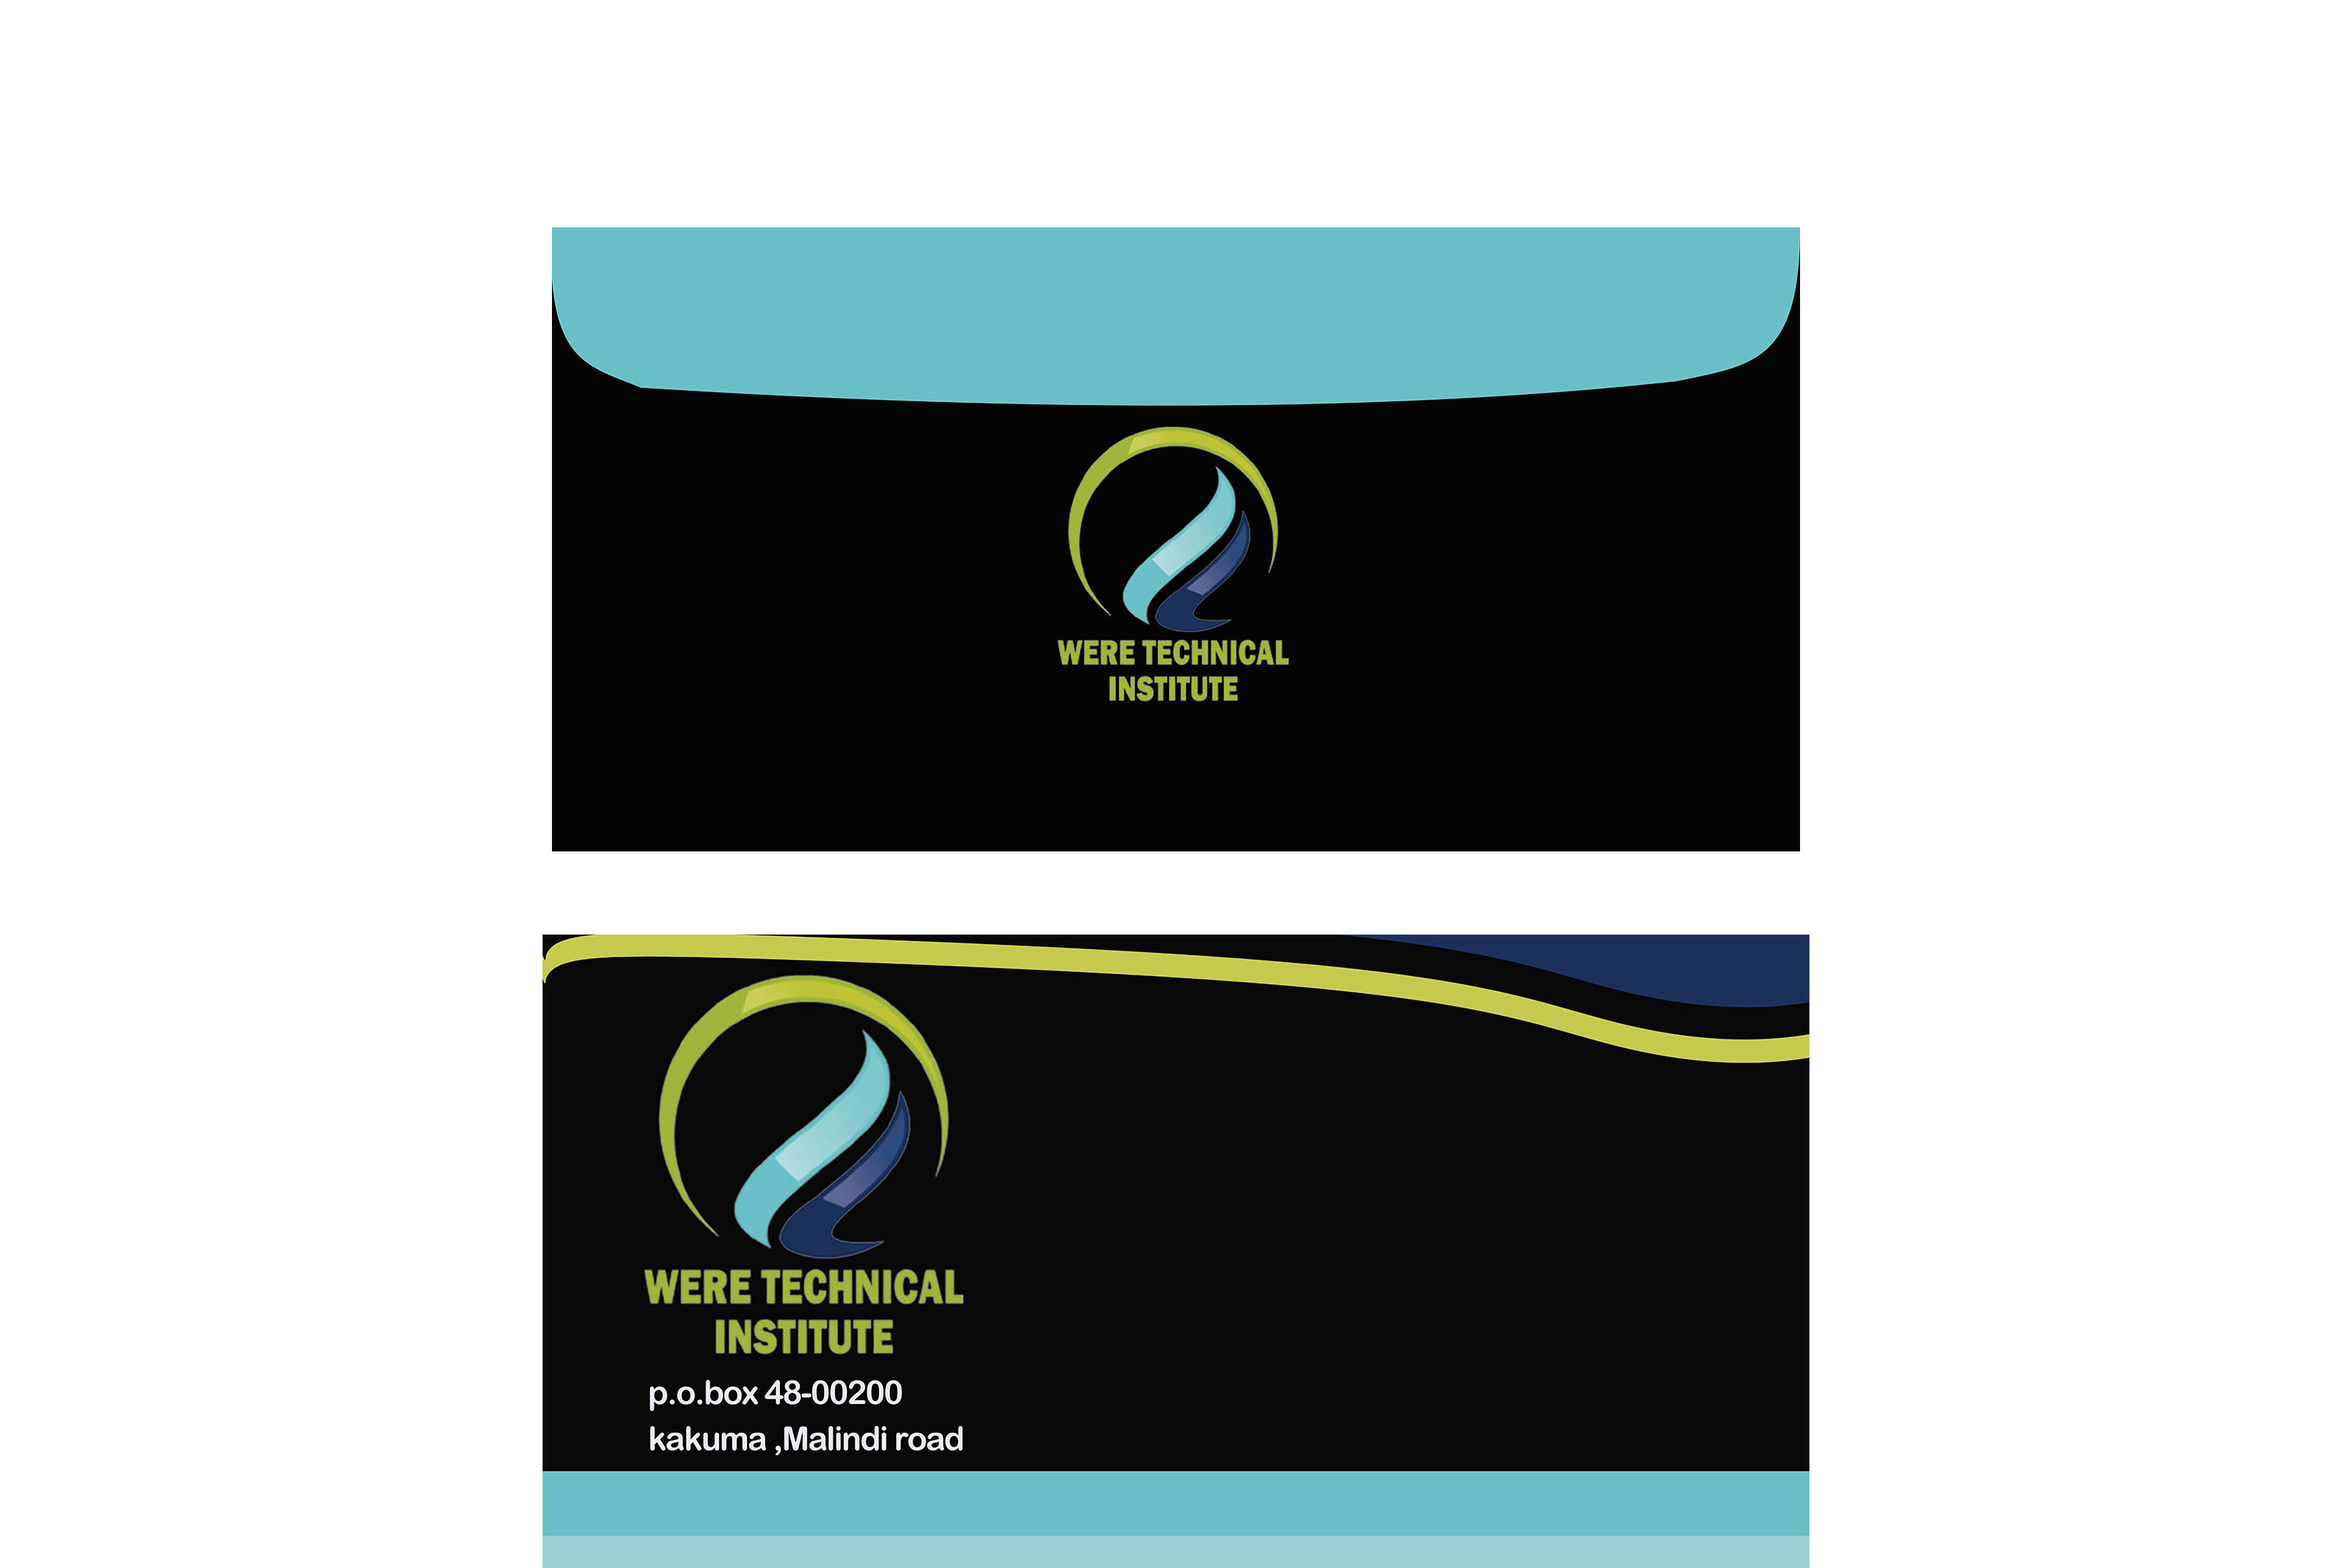 WERE TECHNICAL
INSTITUTE
WERE TECHNICAL
INSTITUTE
p.o.box 48-00200
kakuma ,Malindi road